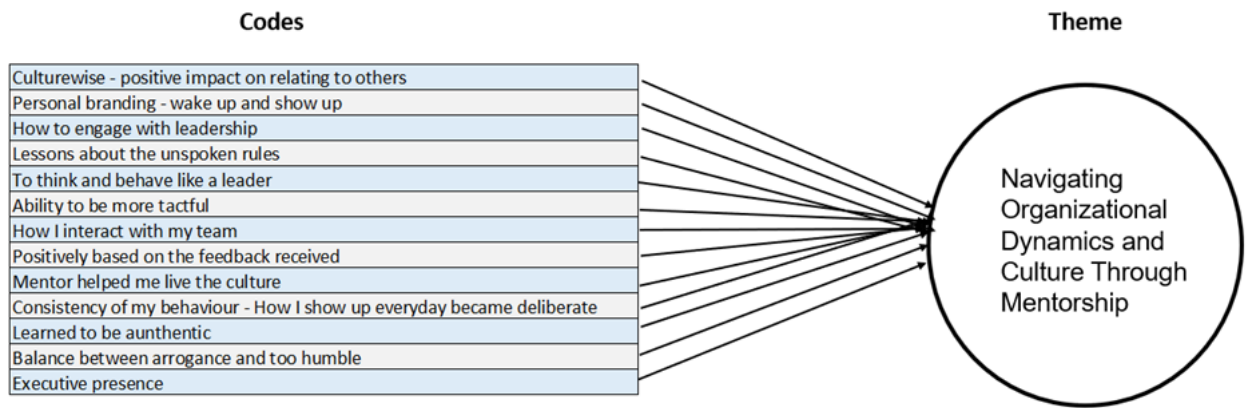 Codes
Theme
Culturewise - positive impact on relating to others
Personal branding - wake up and show up
How to engage with leadership
Lessons about the unspoken rules
To think and behave like a leader
Ability to be more tactful
How I interact with my team
Positively based on the feedback received
Mentor helped me live the culture
Consistency of my behaviour - How I show up everyday became deliberate
Learned to be aunthentic
Balance between arrogance and too humble
Executive presence
Navigating
Organizational
Dynamics and
Culture Through
Mentorship